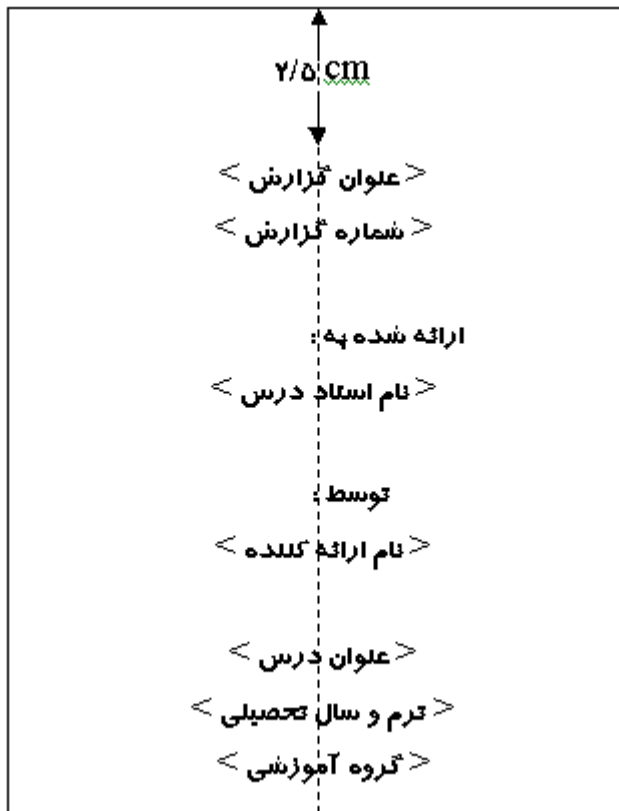 ۲/۵ cm
< عنوان گزارش >
< شماره گزارش >
ارائه شده به :
< نام استاد درس >
توسط :
< نام ارائه کننده >
< عنوان درس >
< ترم و سال تحصیلی >
< گروه آموزشی >